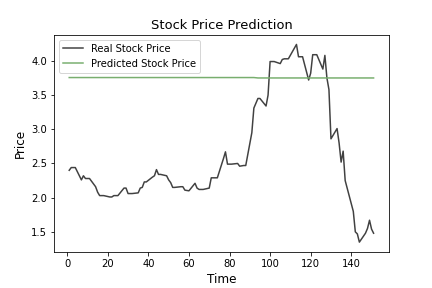 Stock Price Prediction
Real Stock Price
Predicted Stock Price
Price
4.0
3.5
3.0
2.5
2.0
1.5
0 20 40 60 80 100 120 140
Time